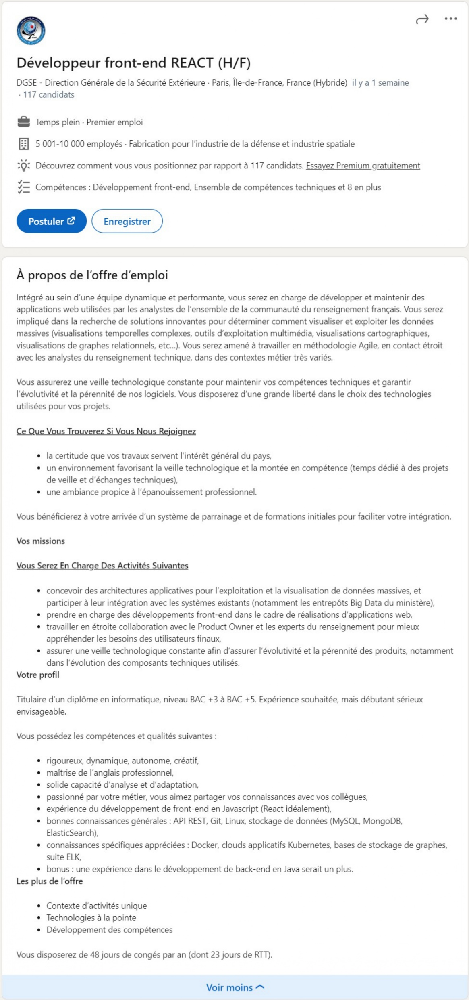 Développeur front-end REACT (H/F)
DGSE - Direction Générale de la Sécurité Extérieure · Paris, Île-de-France, France (Hybride) il y a 1 semaine
· 117 candidats
Temps plein · Premier emploi
5 001-10 000 employés · Fabrication pour l’industrie de la défense et industrie spatiale
Découvrez comment vous vous positionnez par rapport à 117 candidats. Essayez Premium gratuitement
Compétences : Développement front-end, Ensemble de compétences techniques et 8 en plus
Postuler
Enregistrer
À propos de l’offre d’emploi
Intégré au sein d’une équipe dynamique et performante, vous serez en charge de développer et maintenir des
applications web utilisées par les analystes de l’ensemble de la communauté du renseignement français. Vous serez
impliqué dans la recherche de solutions innovantes pour déterminer comment visualiser et exploiter les données
massives (visualisations temporelles complexes, outils d’exploitation multimédia, visualisations cartographiques,
visualisations de graphes relationnels, etc...). Vous serez amené à travailler en méthodologie Agile, en contact étroit
avec les analystes du renseignement technique, dans des contextes métier très variés.
Vous assurerez une veille technologique constante pour maintenir vos compétences techniques et garantir
l’évolutivité et la pérennité de nos logiciels. Vous disposerez d’une grande liberté dans le choix des technologies
utilisées pour vos projets.
Ce Que Vous Trouverez Si Vous Nous Rejoignez
• la certitude que vos travaux servent l’intérêt général du pays,
• un environnement favorisant la veille technologique et la montée en compétence (temps dédié à des projets
de veille et d’échanges techniques),
• une ambiance propice à l’épanouissement professionnel.
Vous bénéficierez à votre arrivée d’un système de parrainage et de formations initiales pour faciliter votre intégration.
Vos missions
Vous Serez En Charge Des Activités Suivantes
• concevoir des architectures applicatives pour l’exploitation et la visualisation de données massives, et
participer à leur intégration avec les systèmes existants (notamment les entrepôts Big Data du ministère),
• prendre en charge des développements front-end dans le cadre de réalisations d’applications web,
• travailler en étroite collaboration avec le Product Owner et les experts du renseignement pour mieux
appréhender les besoins des utilisateurs finaux,
• assurer une veille technologique constante afin d’assurer l’évolutivité et la pérennité des produits, notamment
dans l’évolution des composants techniques utilisés.
Votre profil
Titulaire d’un diplôme en informatique, niveau BAC +3 à BAC +5. Expérience souhaitée, mais débutant sérieux
envisageable.
Vous possédez les compétences et qualités suivantes :
• rigoureux, dynamique, autonome, créatif,
• maîtrise de l’anglais professionnel,
• solide capacité d’analyse et d’adaptation,
• passionné par votre métier, vous aimez partager vos connaissances avec vos collègues,
• expérience du développement de front-end en Javascript (React idéalement),
• bonnes connaissances générales : API REST, Git, Linux, stockage de données (MySQL, MongoDB,
ElasticSearch),
• connaissances spécifiques appréciées : Docker, clouds applicatifs Kubernetes, bases de stockage de graphes,
suite ELK,
• bonus : une expérience dans le développement de back-end en Java serait un plus.
Les plus de l’offre
• Contexte d’activités unique
• Technologies à la pointe
• Développement des compétences
Vous disposerez de 48 jours de congés par an (dont 23 jours de RTT).
Voir moins